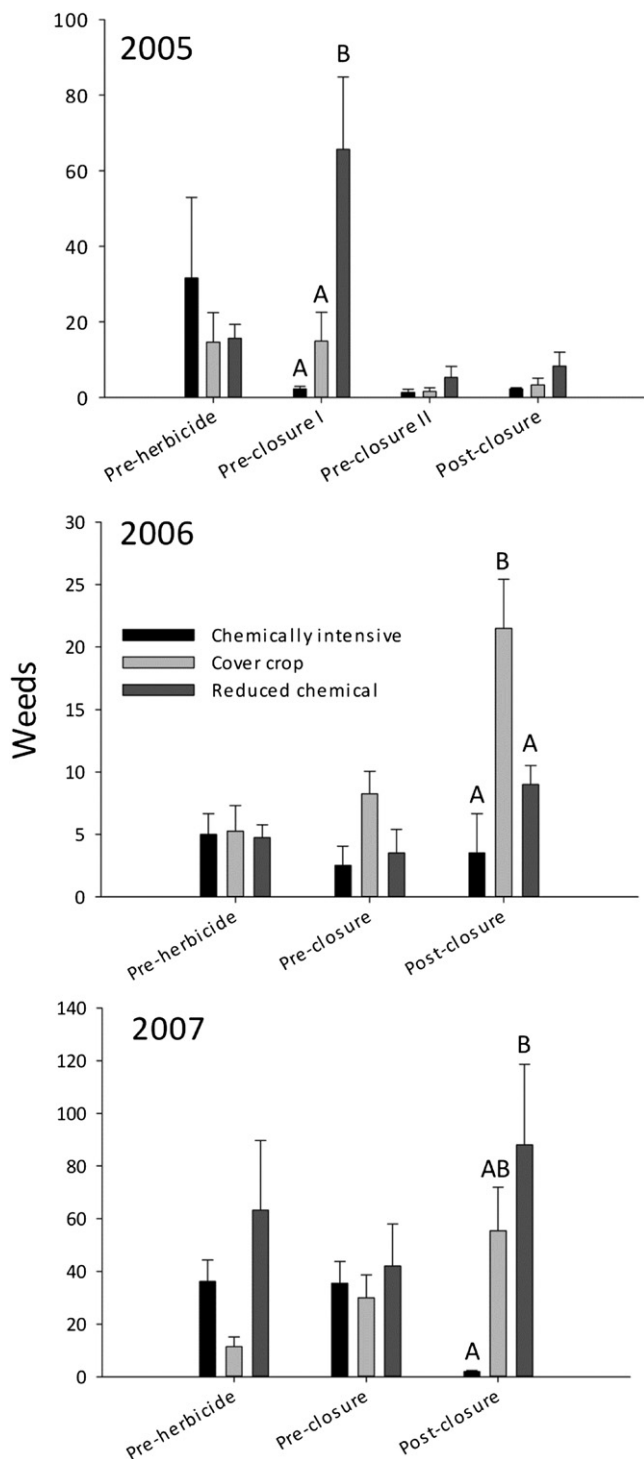 2005
100
80
60
40
20
0
A
A
B
Pre-herbicide
Pre-closure I
Pre-closure II
Post-closure
Weeds
2006
30
25
20
15
10
5
0
Chemically intensive
Cover crop
Reduced chemical
A
B
A
Pre-herbicide
Pre-closure
Post-closure
2007
140
120
100
80
60
40
20
0
A
AB
B
Pre-herbicide
Pre-closure
Post-closure